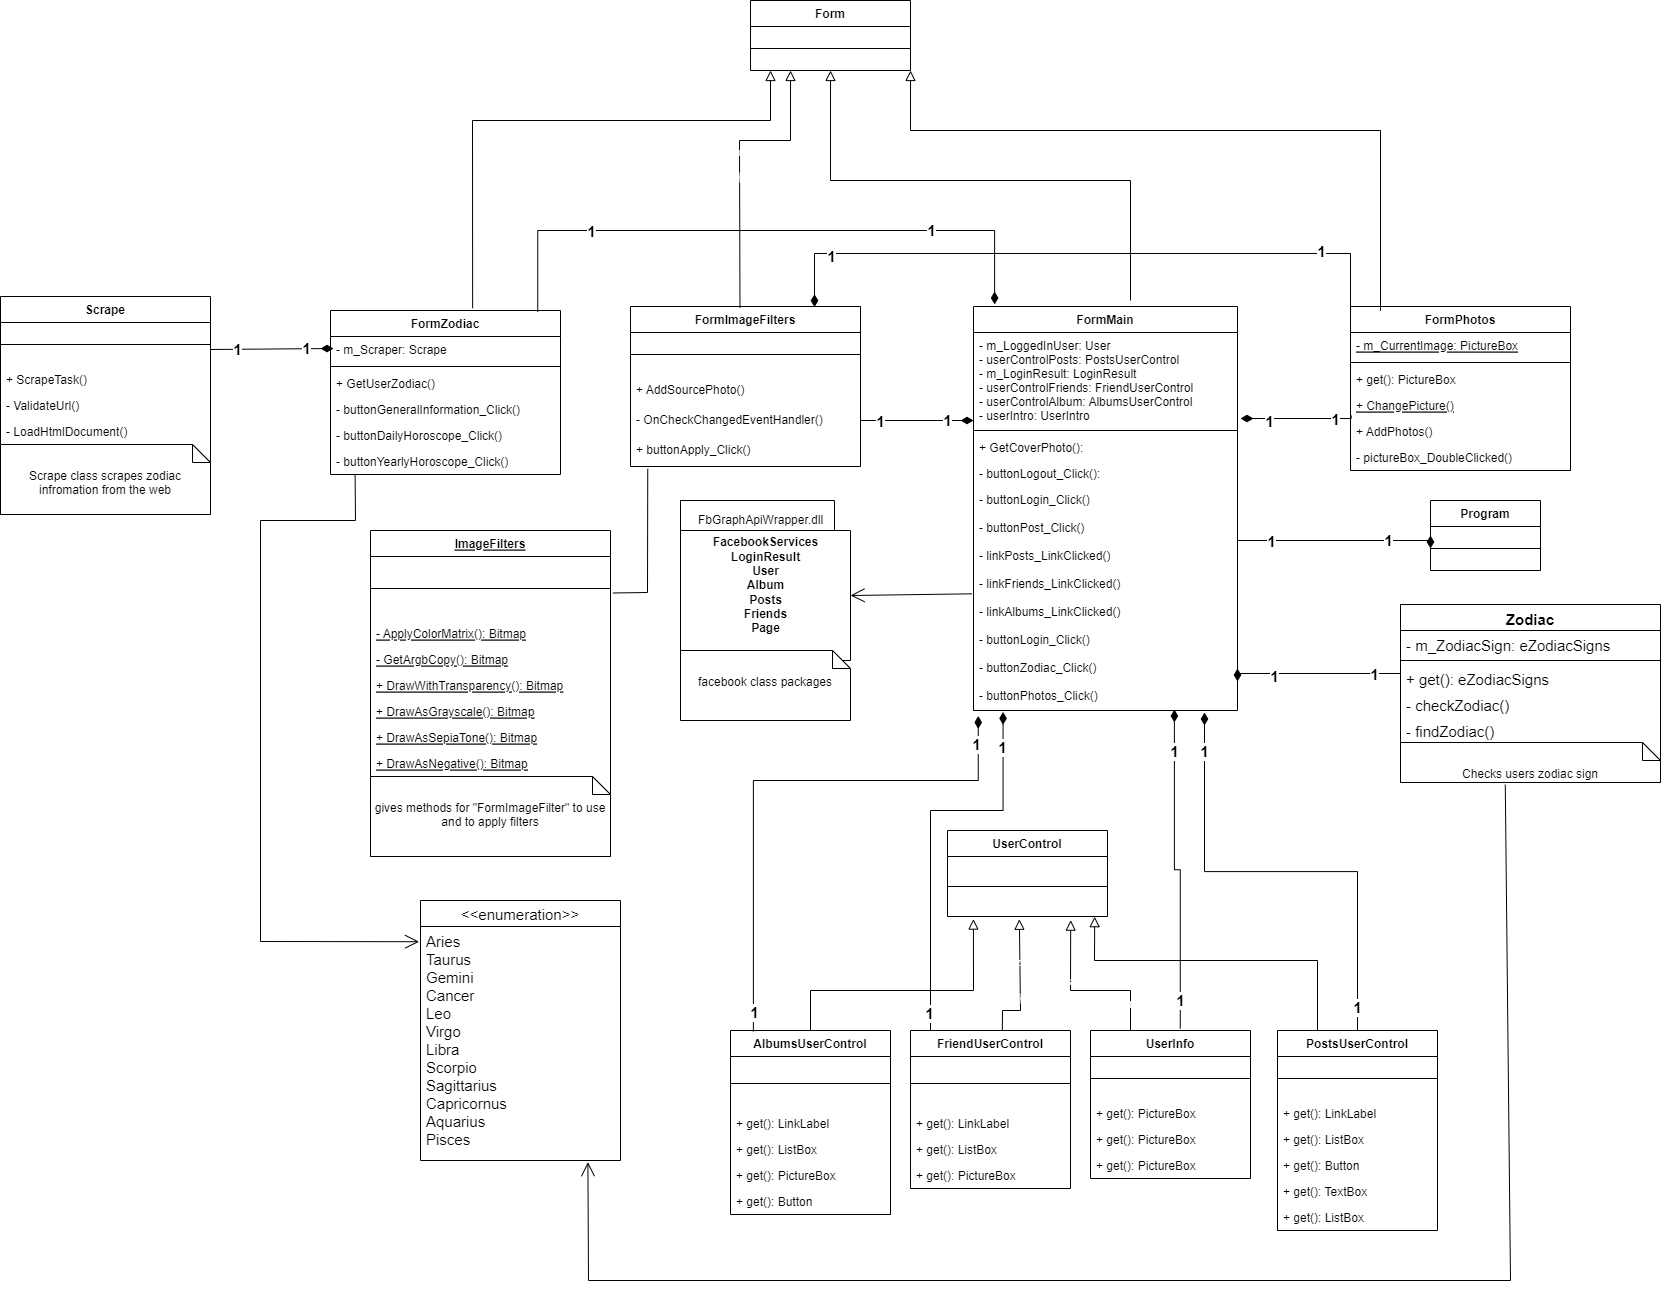 Form
1
1
1
1
Scrape
+ ScrapeTask()
- ValidateUrl()
- LoadHtmlDocument()
Scrape class scrapes zodiac
infromation from the web
1
1
FormZodiac
- m_Scraper: Scrape
+ GetUserZodiac()
- buttonGeneralInformation_Click()
- buttonDailyHoroscope_Click()
- buttonYearlyHoroscope_Click()
FormImageFilters
+ AddSourcePhoto()
- OnCheckChangedEventHandler()
+ buttonApply_Click()
1
1
FormMain
- m_LoggedInUser: User
- userControlPosts: PostsUserControl
- m_LoginResult: LoginResult
- userControlFriends: FriendUserControl
- userControlAlbum: AlbumsUserControl
- userIntro: UserIntro
+ GetCoverPhoto():
- buttonLogout_Click():
- buttonLogin_Click()
- buttonPost_Click()
- linkPosts_LinkClicked()
- linkFriends_LinkClicked()
- linkAlbums_LinkClicked()
- buttonLogin_Click()
- buttonZodiac_Click()
- buttonPhotos_Click()
1
1
FormPhotos
- m_CurrentImage: PictureBox
+ get(): PictureBox
+ ChangePicture()
+ AddPhotos()
- pictureBox_DoubleClicked()
ImageFilters
- ApplyColorMatrix(): Bitmap
- GetArgbCopy(): Bitmap
+ DrawWithTransparency(): Bitmap
+ DrawAsGrayscale(): Bitmap
+ DrawAsSepiaTone(): Bitmap
+ DrawAsNegative(): Bitmap
gives methods for "FormImageFilter" to use
and to apply filters
FbGraphApiWrapper.dll
FacebookServices
LoginResult
User
Album
Posts
Friends
Page
facebook class packages
1
1
Program
1
1
Zodiac
- m_ZodiacSign: eZodiacSigns
+ get(): eZodiacSigns
- checkZodiac()
- findZodiac()
Checks users zodiac sign
1
1
1
1
UserControl
<<enumeration>>
Aries
Taurus
Gemini
Cancer
Leo
Virgo
Libra
Scorpio
Sagittarius
Capricornus
Aquarius
Pisces
1
1
1
1
AlbumsUserControl
+ get(): LinkLabel
+ get(): ListBox
+ get(): PictureBox
+ get(): Button
FriendUserControl
+ get(): LinkLabel
+ get(): ListBox
+ get(): PictureBox
UserInfo
+ get(): PictureBox
+ get(): PictureBox
+ get(): PictureBox
PostsUserControl
+ get(): LinkLabel
+ get(): ListBox
+ get(): Button
+ get(): TextBox
+ get(): ListBox